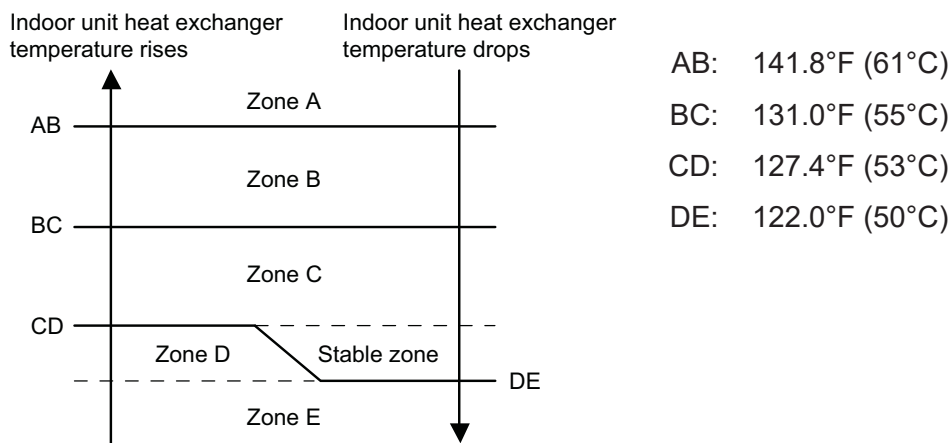 Indoor unit heat exchanger
temperature rises
Indoor unit heat exchanger
temperature drops
Zone A
AB
Zone B
BC
Zone C
CD
Zone D
Stable zone
DE
Zone E
AB: 141.8°F (61°C)
BC: 131.0°F (55°C)
CD: 127.4°F (53°C)
DE: 122.0°F (50°C)